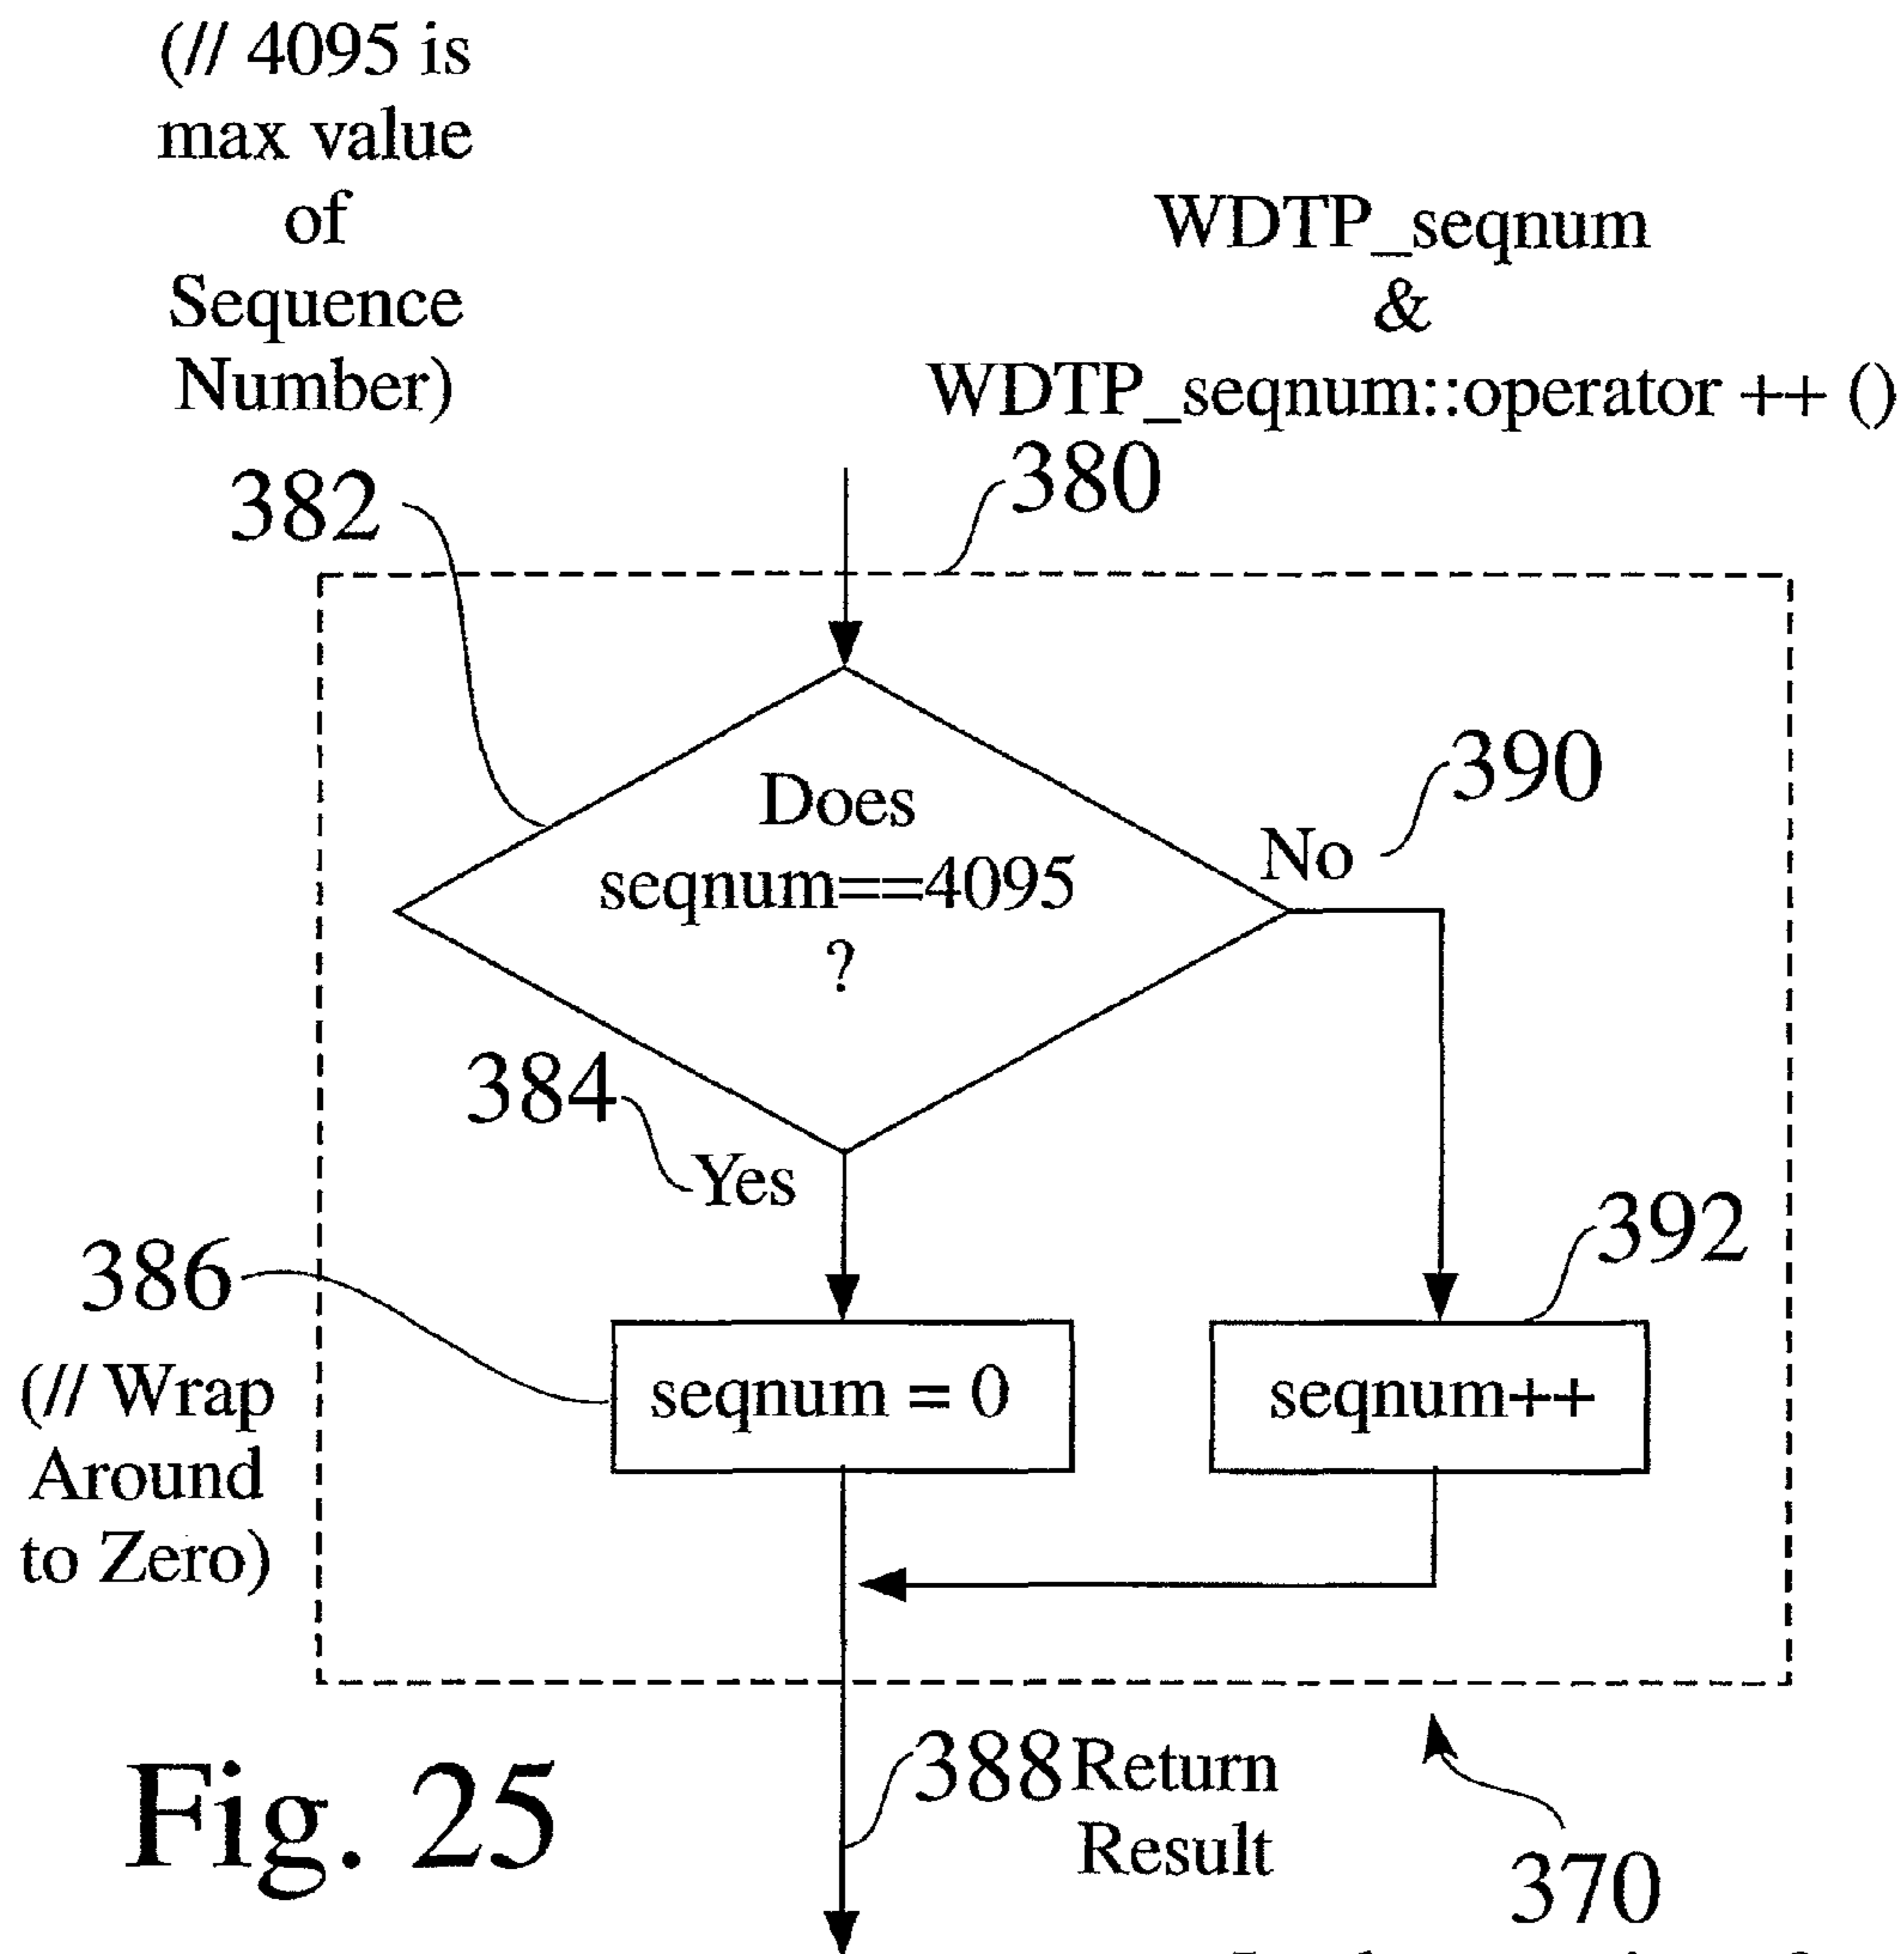 (// 4095 is
max value
of
Sequence
Number)
WDTP_seqnum
&
WDTP_seqnum::operator ++ ()
380
382
Does
seqnum==4095
?
No
390
384
Yes
386
(// Wrap
Around
to Zero)
seqnum = 0
392
seqnum++
388 Return
Result
370
Fig. 25